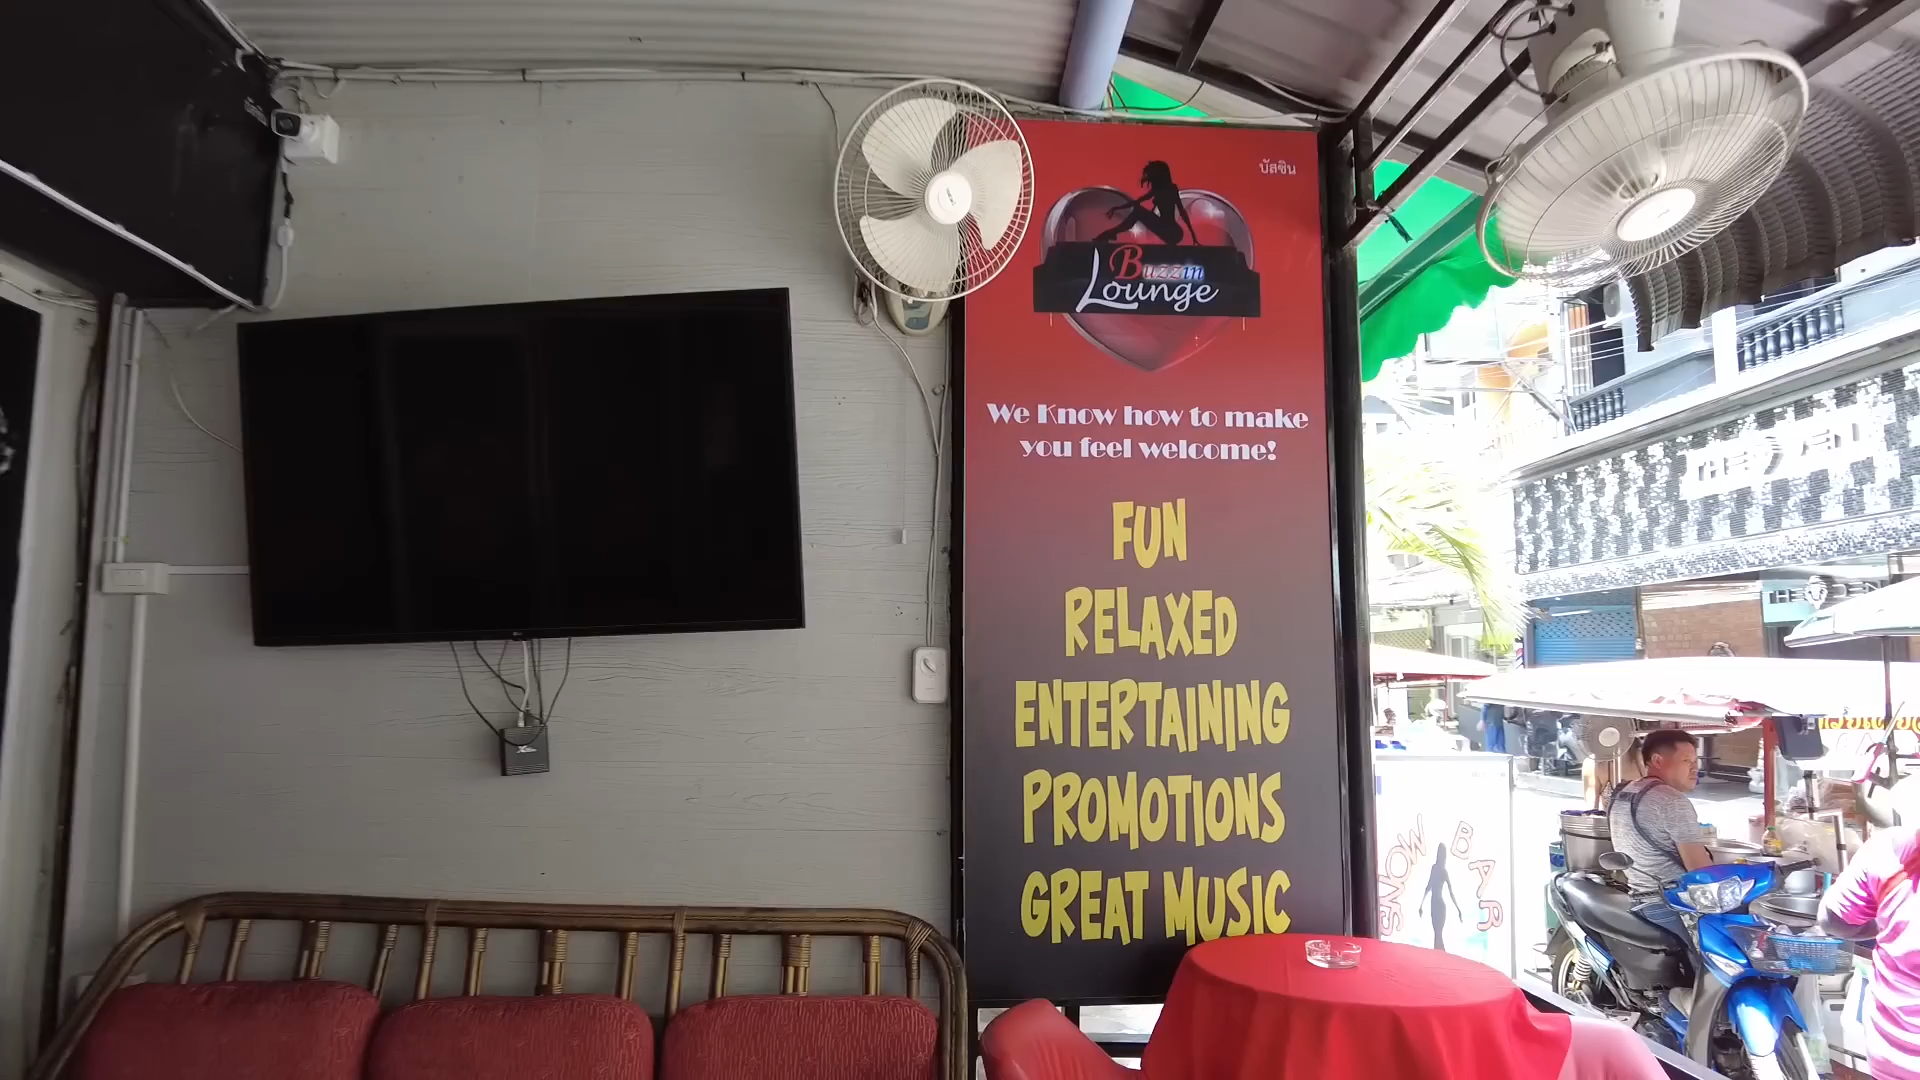 บัสซิน
Buzzin
Lounge
We Know how to make
you feel welcome!
FUN
RELAXED
ENTERTAINING
PROMOTIONS
GREAT MUSIC
BAR